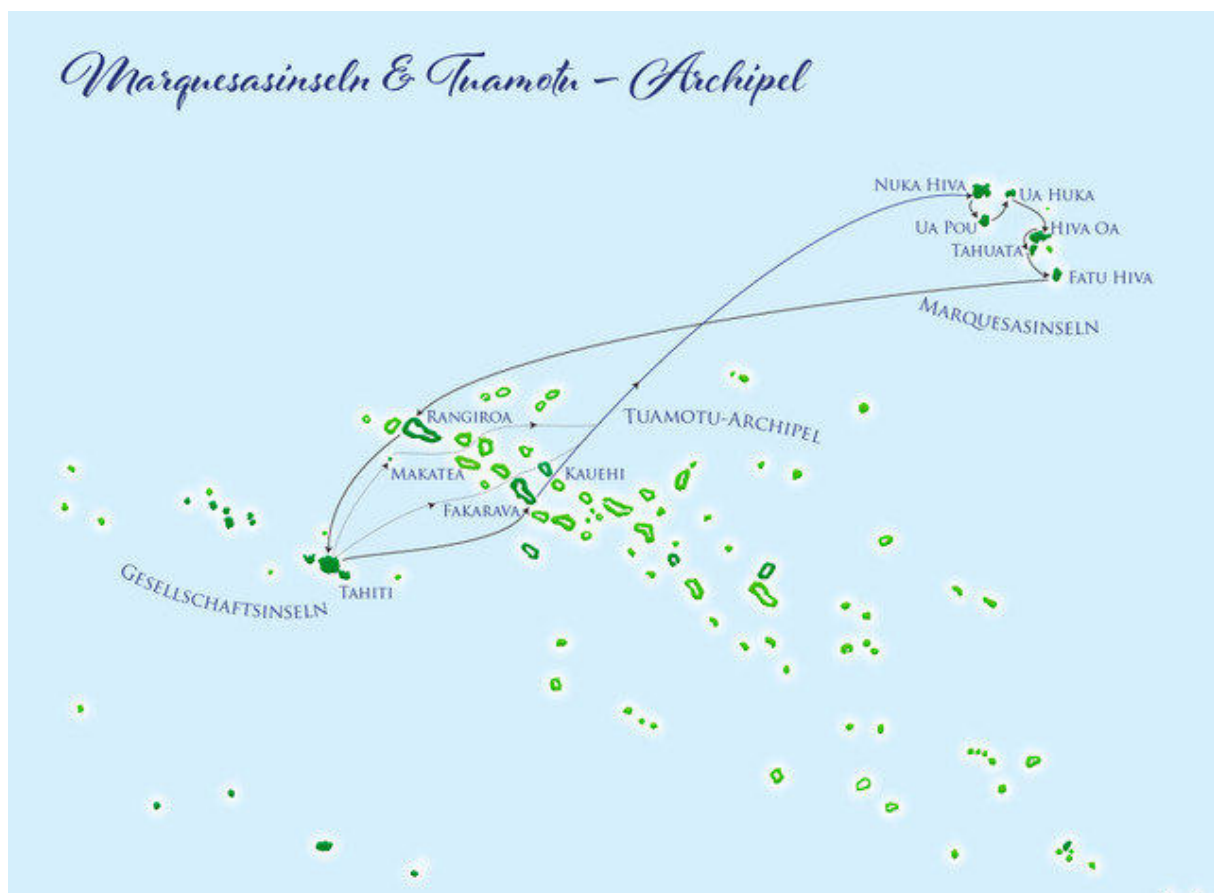 Marquesasinseln & Tuamotu – Archipel
Nuka Hiva
Ua Huka
Ua Pou
Hiva Oa
Tahuata
Fatu Hiva
Marquesasinseln
Rangiroa
Tuamotu-Archipel
Makatea
Kauehi
Fakarava
Gesellschaftsinseln
Tahiti